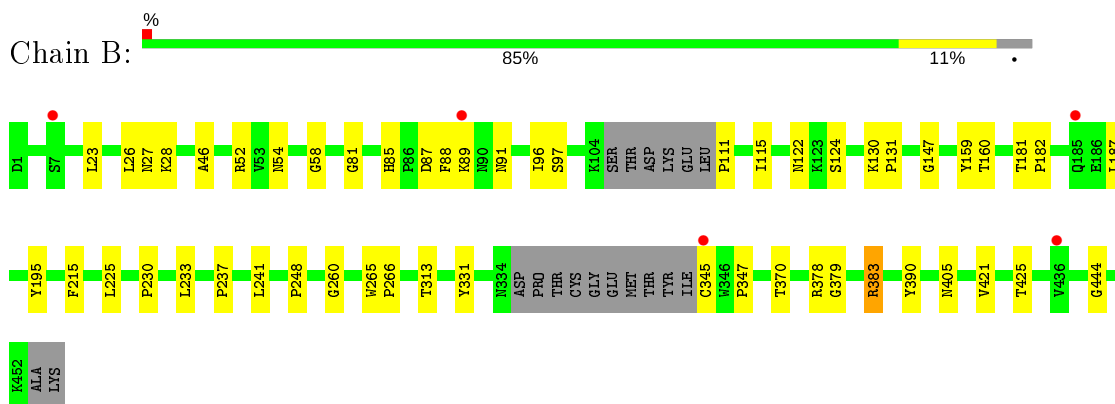 %
Chain B:
85% 11% •
D1 S7 L23 L26 N27 K28 A46 R52 V53 N54 G58 G81 H85 P86 D87 F88 K89 N90 N91 I96 S97 K104 SER THR ASP LYS GLU LEU P111 I115 N122 K123 S124 K130 P131 G147 Y159 T160 T181 P182 Q185 E186 L187
Y195 F215 L225 P230 L233 P237 L241 P248 G260 W265 P266 T313 Y331 N334 ASP PRO THR CYS GLY GLU MET THR TYR ILE C345 W346 P347 T370 R378 G379 R383 Y390 N405 V421 T425 V436 G444
K452 ALA LYS